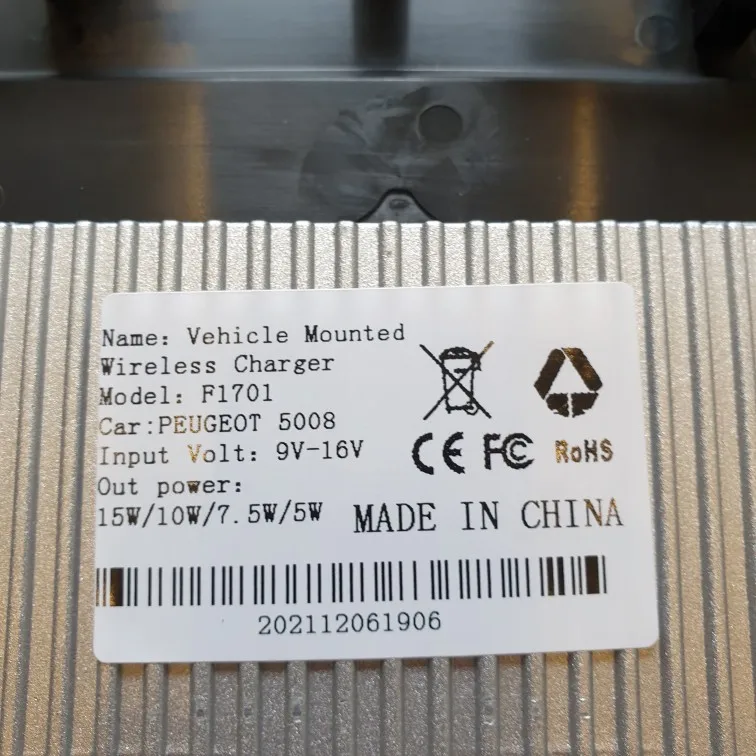 Name: Vehicle Mounted
Wireless Charger
Model: F1701
Car:PEUGEOT 5008
Input Volt: 9V-16V
Out power:
15W/10W/7.5W/5W
CE FC RoHS
MADE IN CHINA
202112061906